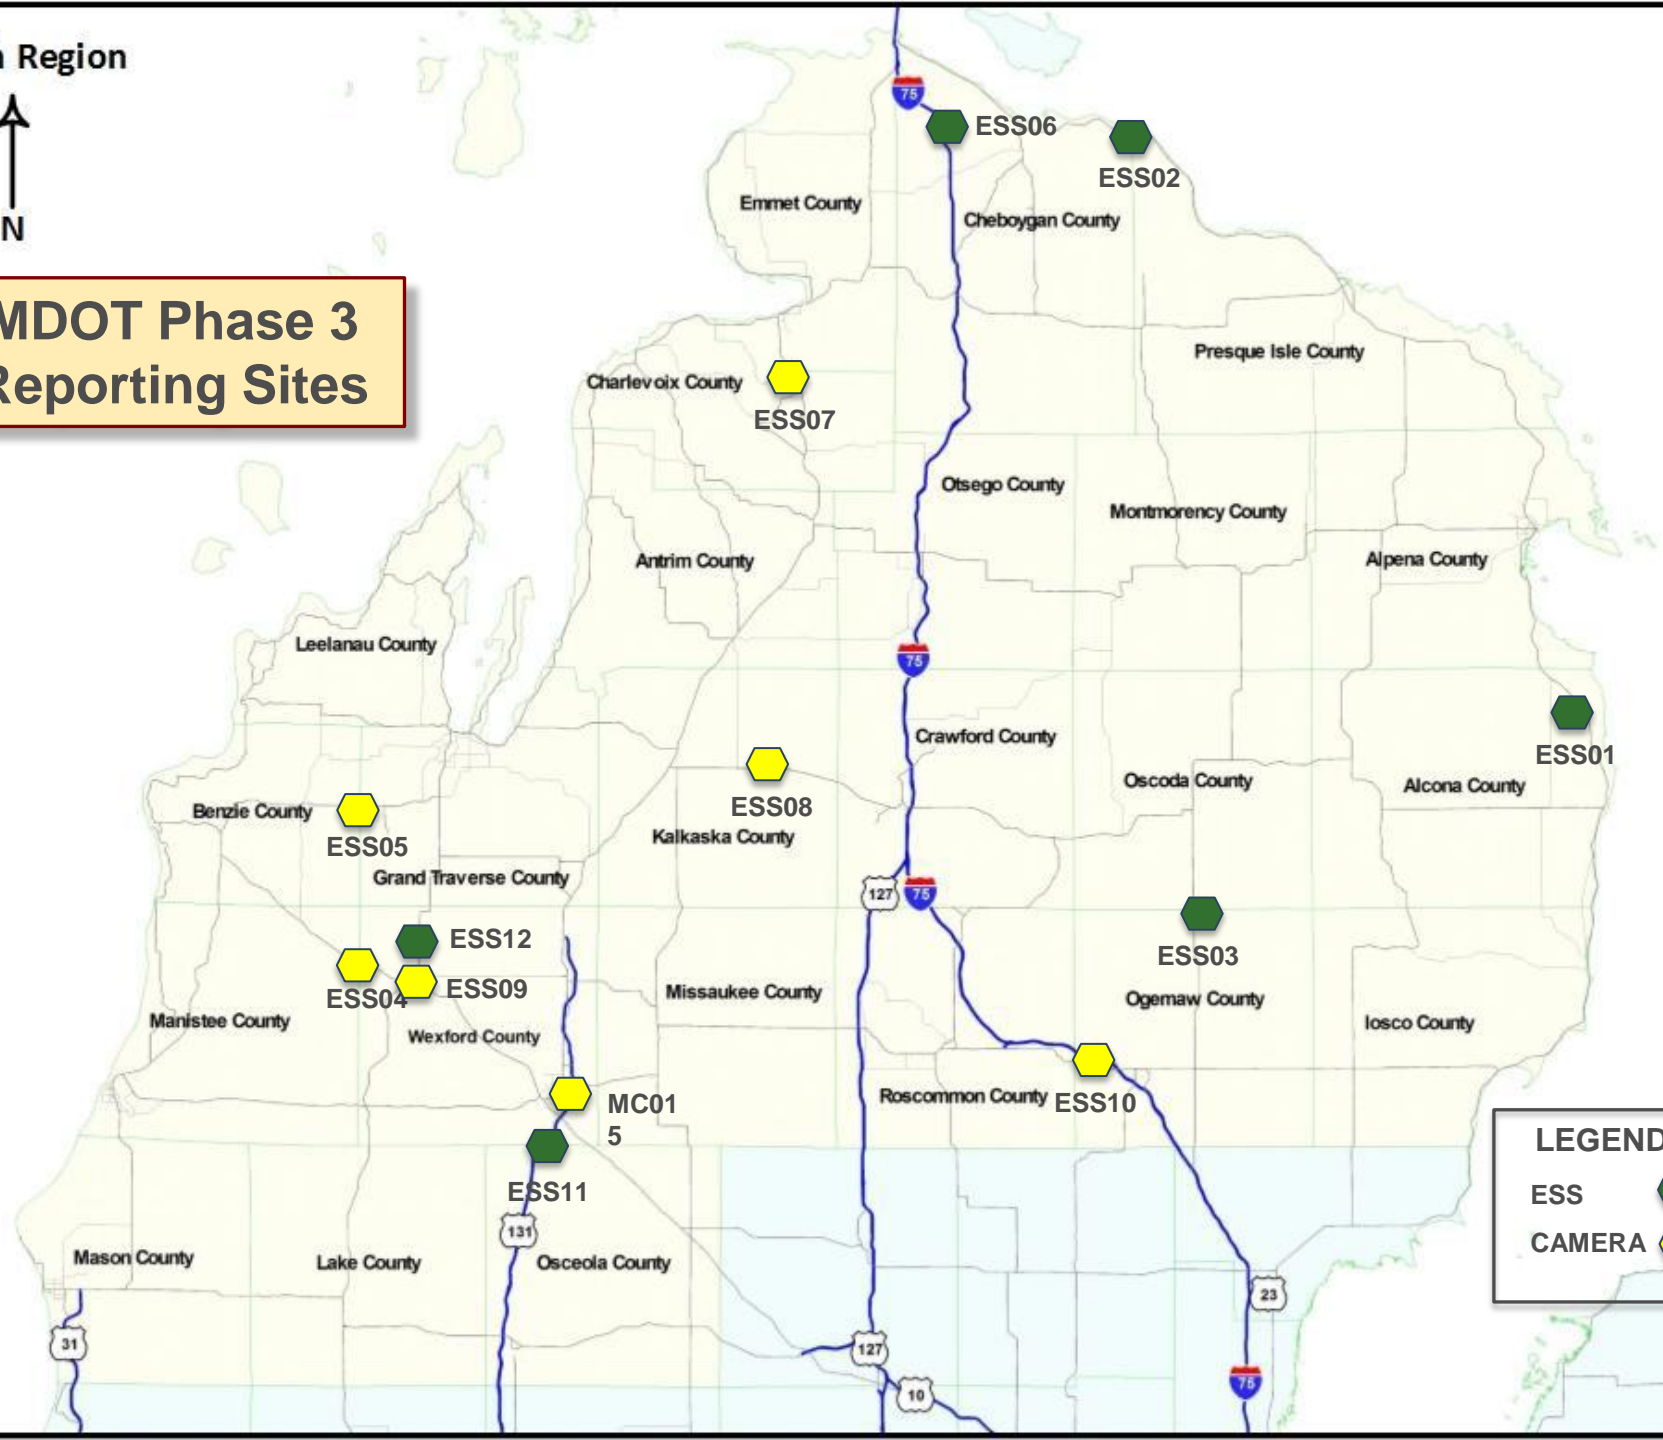 Region
N
MDOT Phase 3
Reporting Sites
75
ESS06
ESS02
Emmet County
Cheboygan County
Presque Isle County
Charlevoix County
ESS07
Otsego County
Montmorency County
Antrim County
Alpena County
Leelanau County
75
Crawford County
ESS01
Oscoda County
Alcona County
ESS08
Benzie County
Kalkaska County
ESS05
Grand Traverse County
127
75
ESS12
ESS03
ESS04
ESS09
Missaukee County
Ogemaw County
Manistee County
Iosco County
Wexford County
Roscommon County
ESS10
MC01
5
ESS11
131
Mason County
Lake County
Osceola County
23
31
127
10
75
LEGEND
ESS
CAMERA